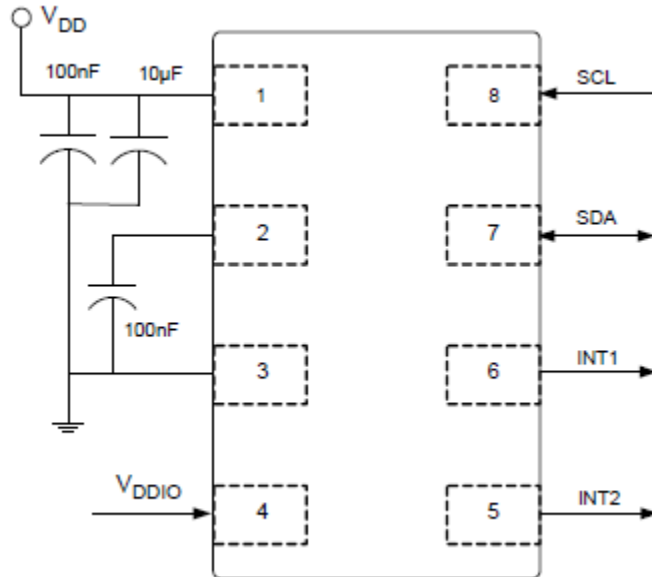 VDD
100nF 10µF
1 8 SCL
2 7 SDA
100nF
3 6 INT1
VDDIO 4 5 INT2